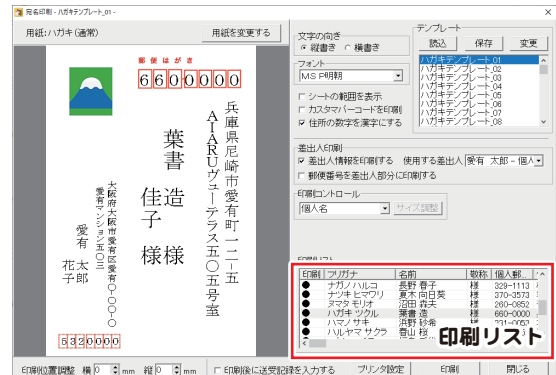 宛名印刷 - ハガキテンプレート_01 -
用紙:ハガキ (通常)
用紙を変更する
郵便はがき
6600000
兵庫県尼崎市愛有町一ー一ー五
AIARUヴューテラス五〇五号室
葉書 造 様
佳子 様
大阪府大阪市愛有区愛有〇-〇-〇
愛有マンション五〇三
愛有 太郎
花子
5320000
文字の向き
縦書き
横書き
フォント
MS P明朝
シートの範囲を表示
カスタマバーコードを印刷
住所の数字を漢字にする
テンプレート
読込
保存
変更
ハガキテンプレート_01
ハガキテンプレート_02
ハガキテンプレート_03
ハガキテンプレート_04
ハガキテンプレート_05
ハガキテンプレート_06
ハガキテンプレート_07
ハガキテンプレート_08
差出人印刷
差出人情報を印刷する
使用する差出人
愛有 太郎 - 個人
郵便番号を差出人部分に印刷する
印刷コントロール
個人名
サイズ調整
印刷リスト
印刷 フリガナ 名前 敬称 個人郵...
● ナガノ ハルコ 長野 春子 様 329-1113
● ナツキ ヒマワリ 夏木 向日葵 様 370-3573
● ヌマタ モリオ 沼田 森夫 様 260-0852
● ハガキ ツクル 葉書 造 様 660-0000
● ハマノ サキ 浜野 砂希 様 231-0053
● ハルヤマ サクラ 春山 桜
印刷リスト
印刷位置調整 横 0 mm 縦 0 mm
印刷後に送受記録を入力する
プリンタ設定
印刷
閉じる